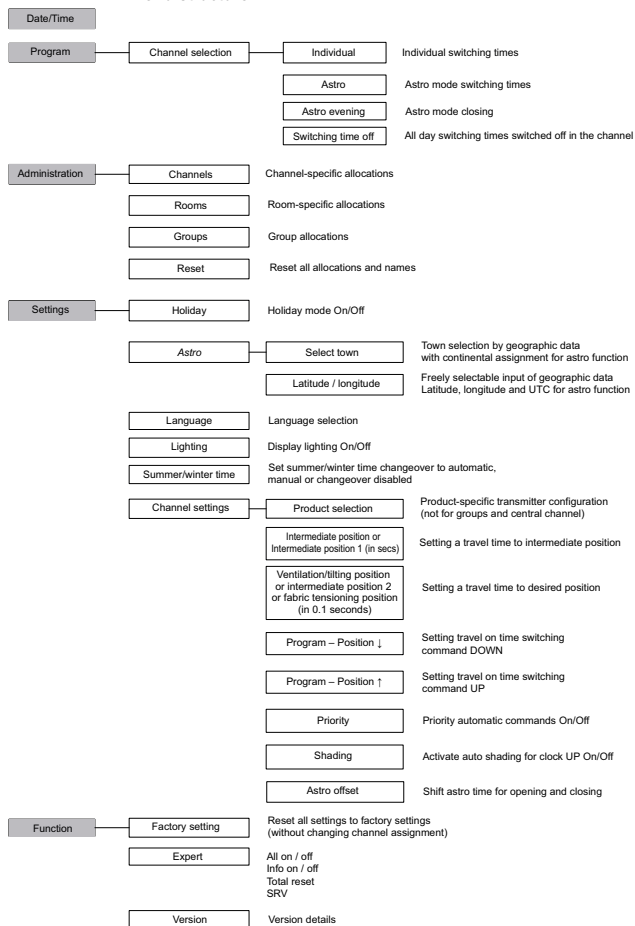 Date/Time
Program
Channel selection
Individual
Individual switching times
Astro
Astro mode switching times
Astro evening
Astro mode closing
Switching time off
All day switching times switched off in the channel
Administration
Channels
Channel-specific allocations
Rooms
Room-specific allocations
Groups
Group allocations
Reset
Reset all allocations and names
Settings
Holiday
Holiday mode On/Off
Astro
Select town
Town selection by geographic data
with continental assignment for astro function
Latitude / longitude
Freely selectable input of geographic data
Latitude, longitude and UTC for astro function
Language
Language selection
Lighting
Display lighting On/Off
Summer/winter time
Set summer/winter time changeover to automatic,
manual or changeover disabled
Channel settings
Product selection
Product-specific transmitter configuration
(not for groups and central channel)
Intermediate position or
Intermediate position 1 (in secs)
Setting a travel time to intermediate position
Ventilation/tilting position
or intermediate position 2
or fabric tensioning position
(in 0.1 seconds)
Setting a travel time to desired position
Program – Position ↓
Setting travel on time switching
command DOWN
Program – Position ↑
Setting travel on time switching
command UP
Priority
Priority automatic commands On/Off
Shading
Activate auto shading for clock UP On/Off
Astro offset
Shift astro time for opening and closing
Function
Factory setting
Reset all settings to factory settings
(without changing channel assignment)
Expert
All on / off
Info on / off
Total reset
SRV
Version
Version details